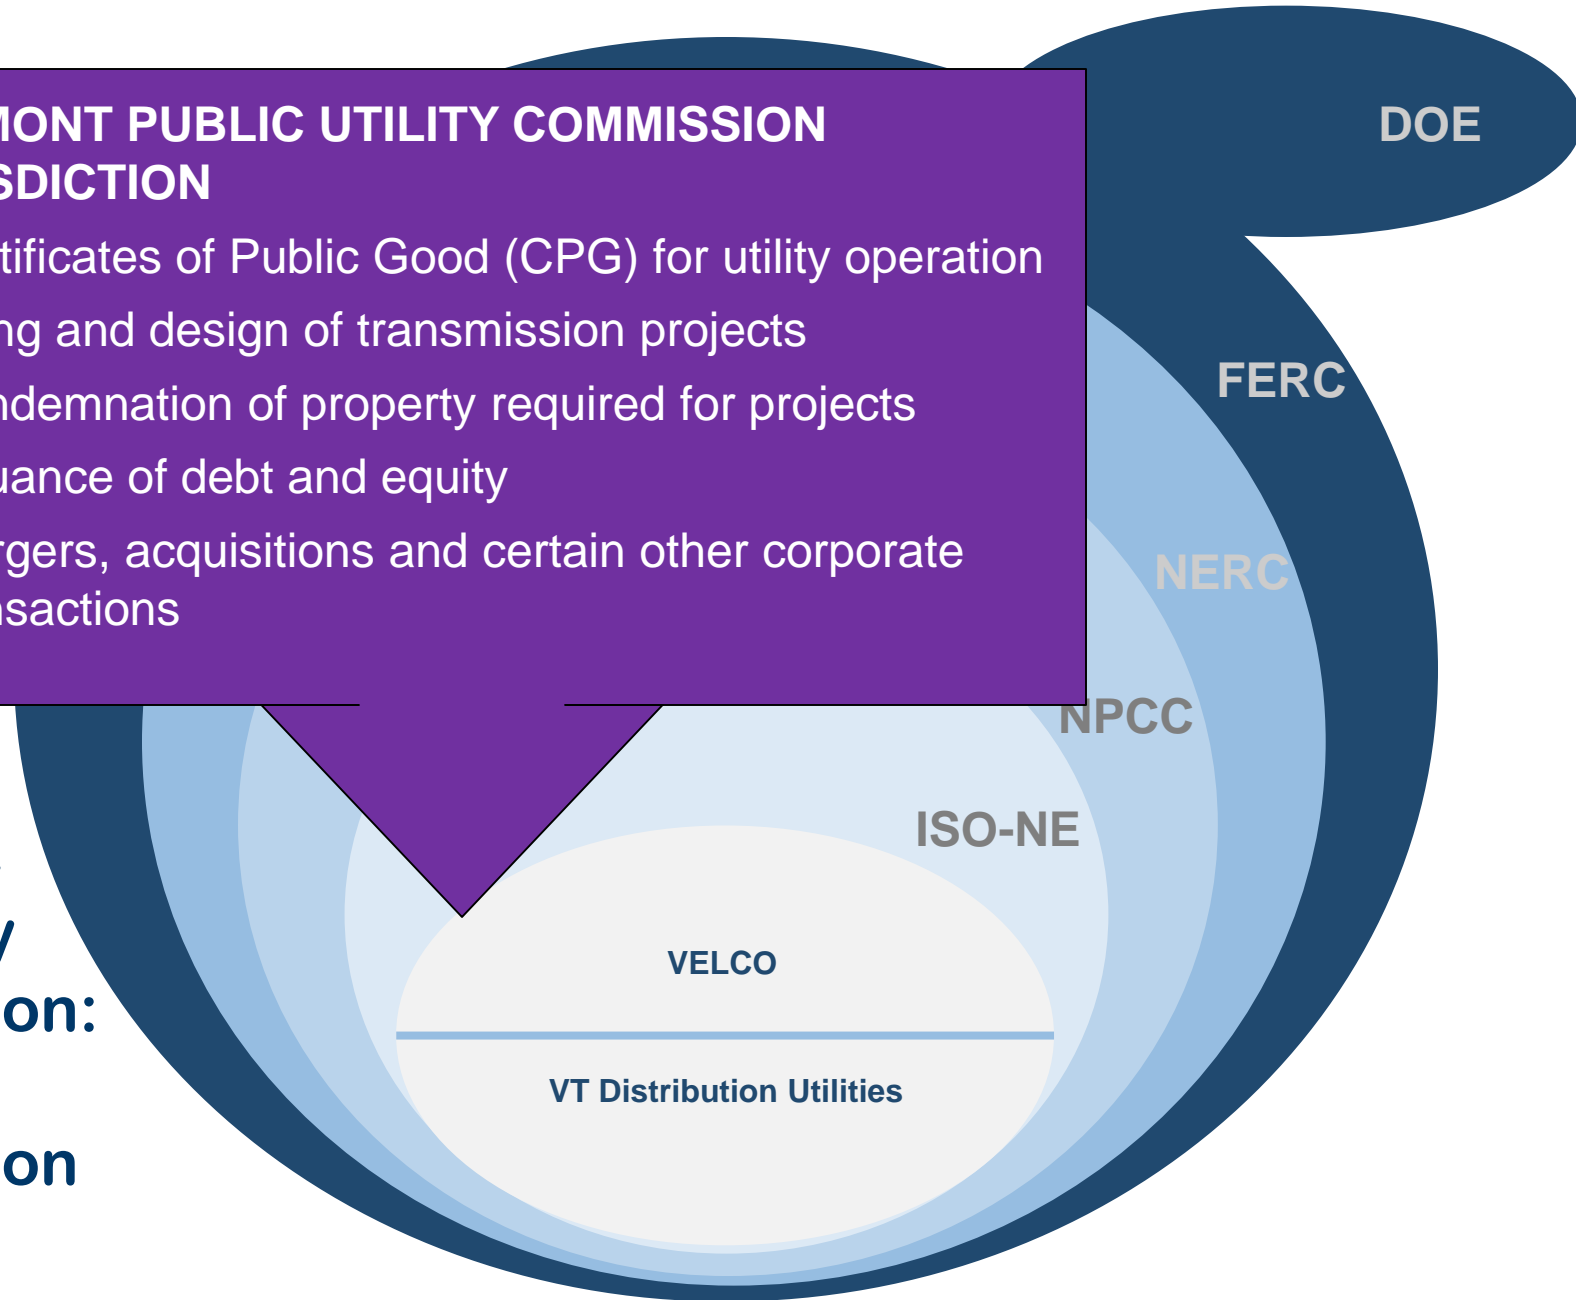 MONT PUBLIC UTILITY COMMISSION
SDICTION
tificates of Public Good (CPG) for utility operation
ng and design of transmission projects
ndemnation of property required for projects
uance of debt and equity
rgers, acquisitions and certain other corporate
nsactions
DOE
FERC
NERC
NPCC
ISO-NE
VELCO
VT Distribution Utilities
y
on:
on